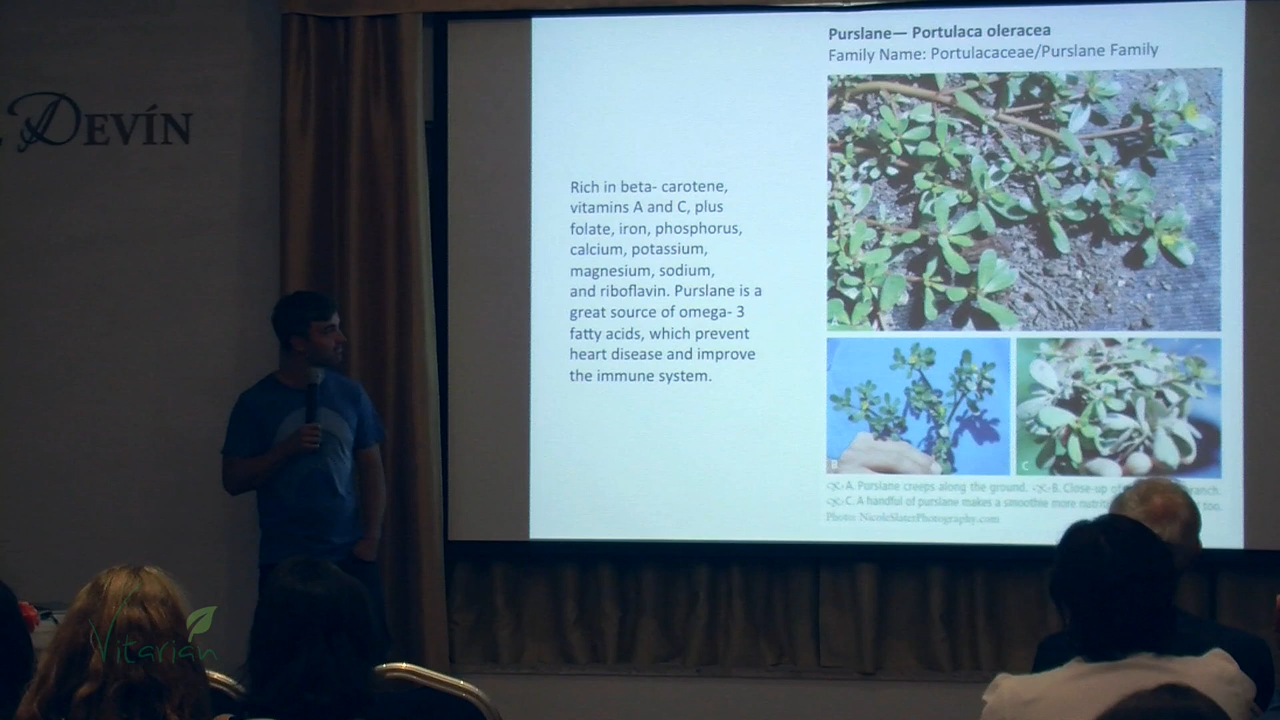 DEVÍN
Purslane— Portulaca oleracea
Family Name: Portulacaceae/Purslane Family
Rich in beta- carotene,
vitamins A and C, plus
folate, iron, phosphorus,
calcium, potassium,
magnesium, sodium,
and riboflavin. Purslane is a
great source of omega- 3
fatty acids, which prevent
heart disease and improve
the immune system.
B
C
A. Purslane creeps along the ground. B. Close-up of
C. A handful of purslane makes a smoothie more too.
Photo: NicoleSlaterPhotography.com
Vitarian